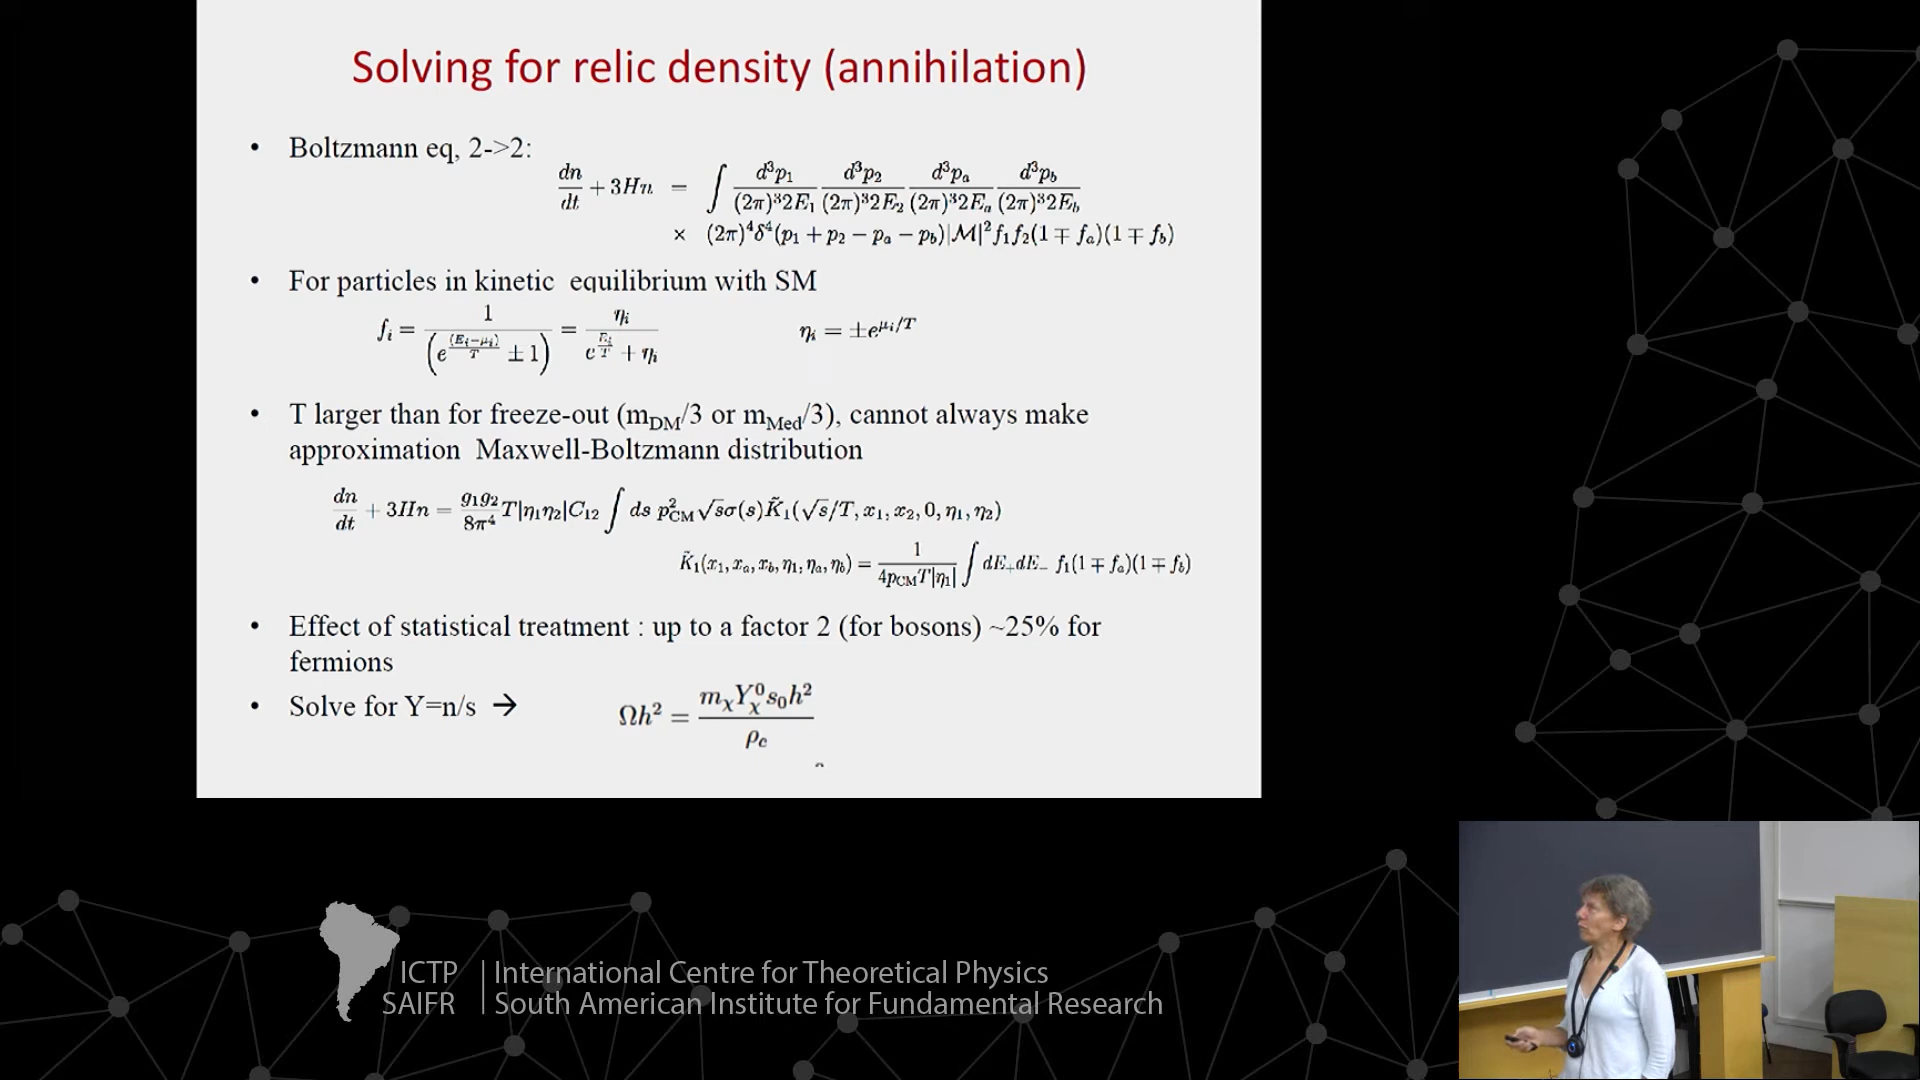 Solving for relic density (annihilation)
• Boltzmann eq, 2->2:
dn/dt + 3Hn = ∫ d³p₁/(2π)³2E₁ d³p₂/(2π)³2E₂ d³pₐ/(2π)³2Eₐ d³p_b/(2π)³2E_b
× (2π)⁴δ⁴(p₁ + p₂ − pₐ − p_b)|M|²f₁f₂(1 ∓ fₐ)(1 ∓ f_b)
• For particles in kinetic equilibrium with SM
fᵢ = 1/(e^((Eᵢ−μᵢ)/T) ± 1) = ηᵢ/(e^(Eᵢ/T) + ηᵢ) ηᵢ = ±e^(μᵢ/T)
• T larger than for freeze-out (m_DM/3 or m_Med/3), cannot always make
approximation Maxwell-Boltzmann distribution
dn/dt + 3Hn = g₁g₂/8π⁴ T|η₁η₂|C₁₂ ∫ ds p²_CM √sσ(s)K̃₁(√s/T, x₁, x₂, 0, η₁, η₂)
K̃₁(x₁, xₐ, x_b, η₁, ηₐ, η_b) = 1/(4p_CM T|η₁|) ∫ dE₊dE₋ f₁(1 ∓ fₐ)(1 ∓ f_b)
• Effect of statistical treatment : up to a factor 2 (for bosons) ~25% for
fermions
• Solve for Y=n/s → Ωh² = m_χY_χ⁰s₀h²/ρ_c
ICTP | International Centre for Theoretical Physics
SAIFR | South American Institute for Fundamental Research